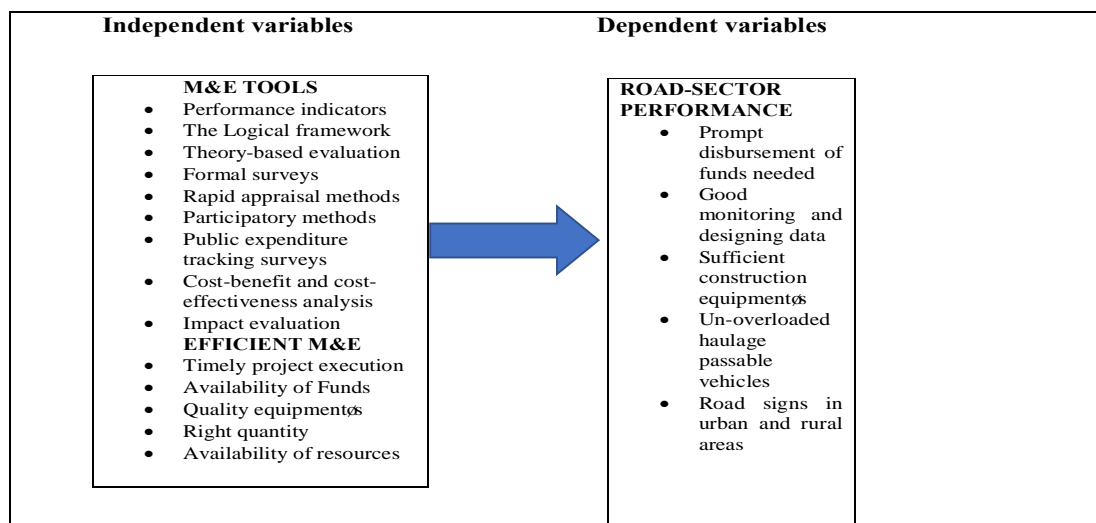 Independent variables
Dependent variables
M&E TOOLS
• Performance indicators
• The Logical framework
• Theory-based evaluation
• Formal surveys
• Rapid appraisal methods
• Participatory methods
• Public expenditure
tracking surveys
• Cost-benefit and cost-
effectiveness analysis
• Impact evaluation
EFFICIENT M&E
• Timely project execution
• Availability of Funds
• Quality equipmentøs
• Right quantity
• Availability of resources
ROAD-SECTOR
PERFORMANCE
• Prompt
disbursement of
funds needed
• Good
monitoring and
designing data
• Sufficient
construction
equipmentøs
• Un-overloaded
haulage
passable
vehicles
• Road signs in
urban and rural
areas